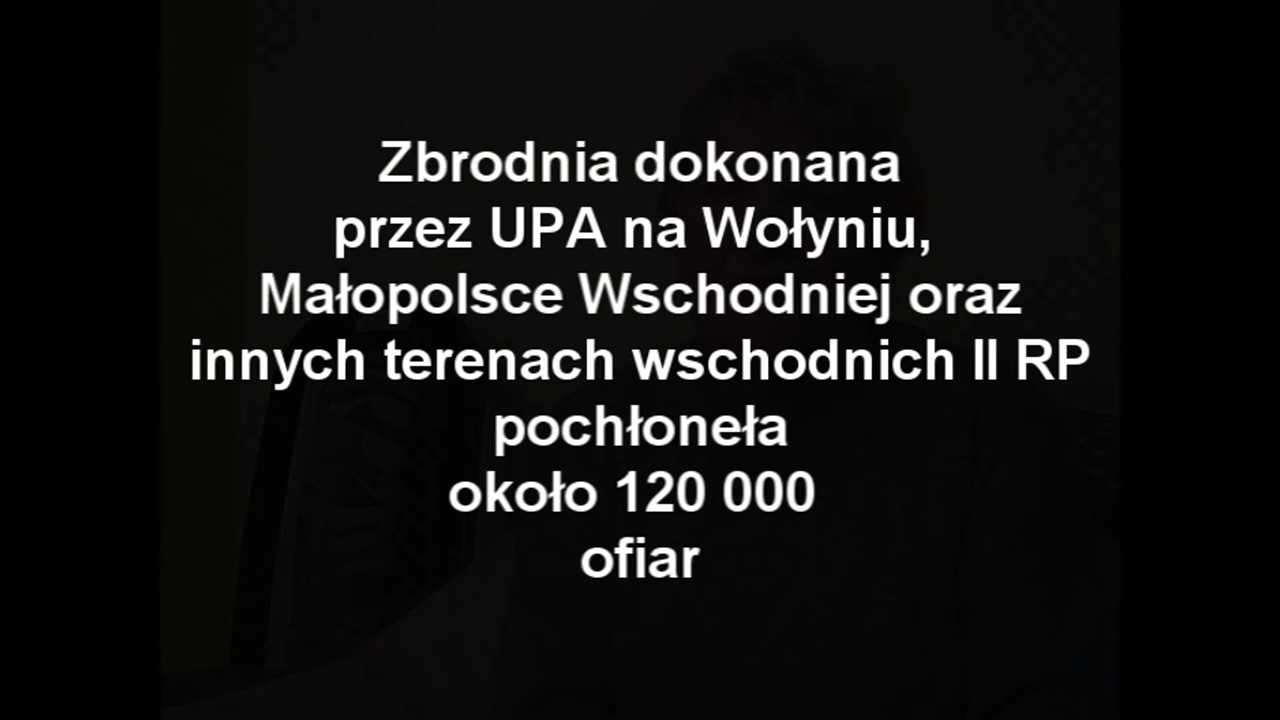 Zbrodnia dokonana
przez UPA na Wołyniu,
Małopolsce Wschodniej oraz
innych terenach wschodnich II RP
pochłoneła
około 120 000
ofiar